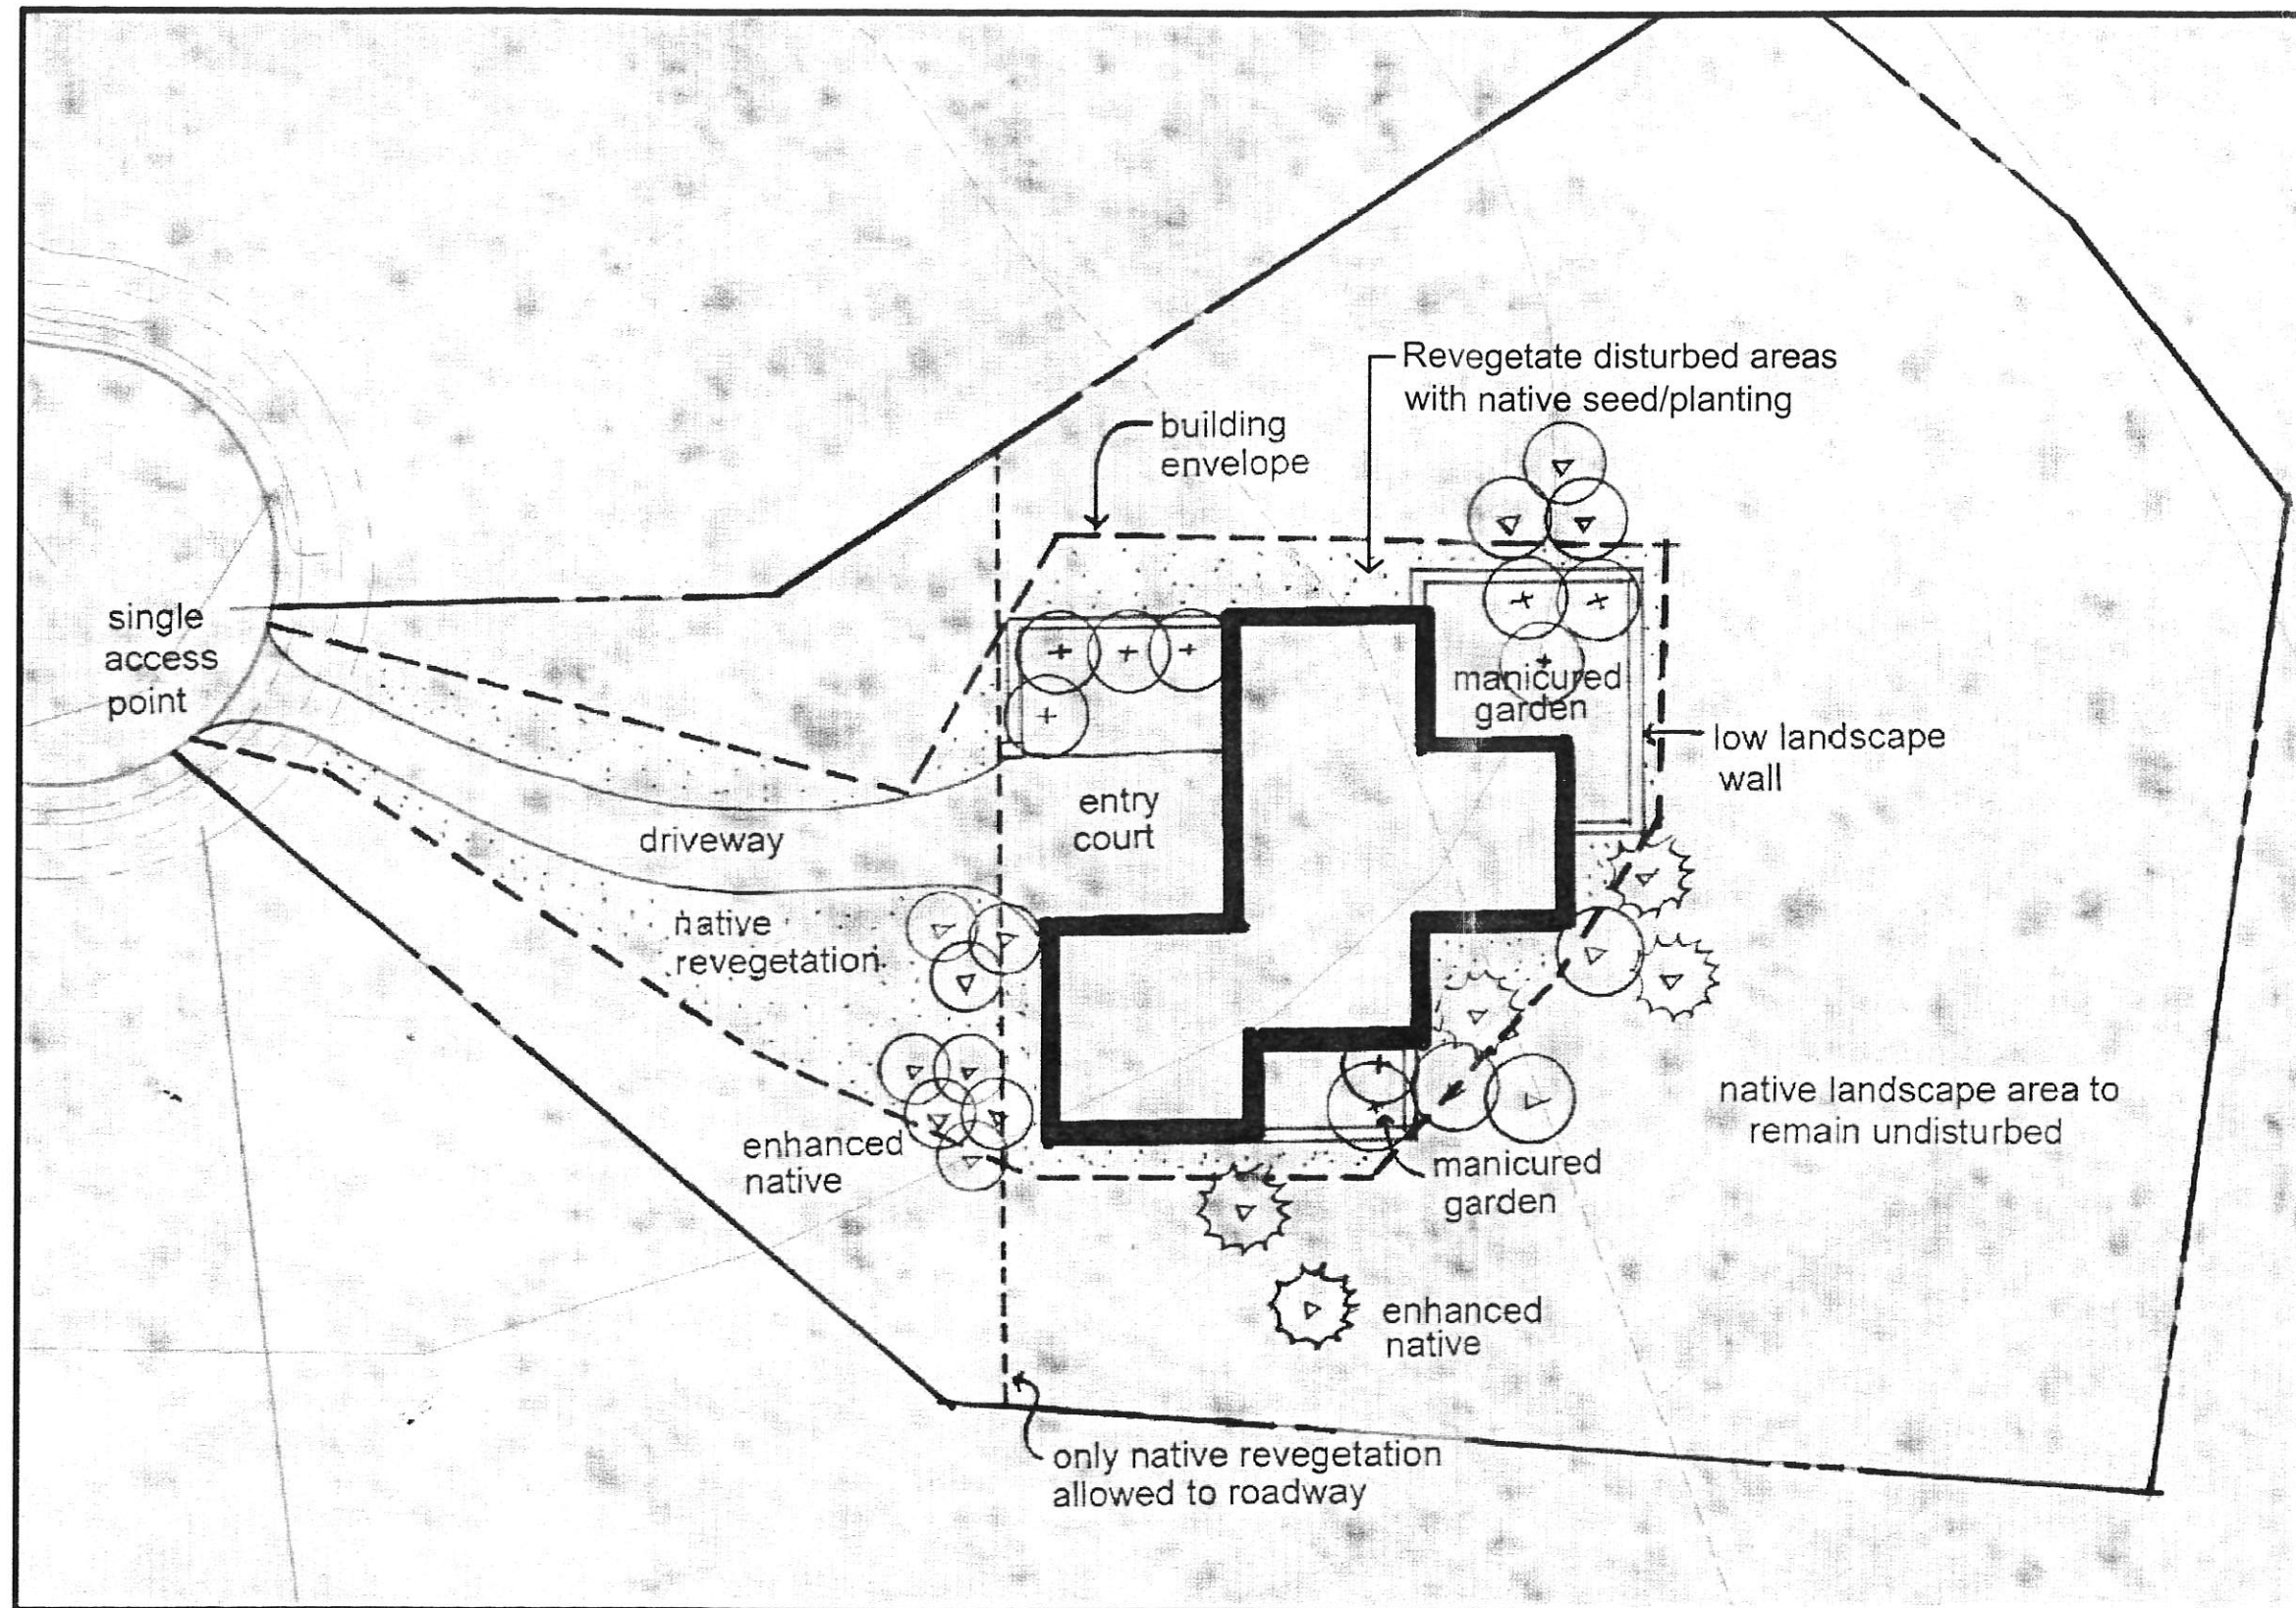 Revegetate disturbed areas
with native seed/planting
building
envelope
single
access
point
manicured
garden
low landscape
wall
entry
court
driveway
native
revegetation
native landscape area to
remain undisturbed
enhanced
native
manicured
garden
enhanced
native
only native revegetation
allowed to roadway